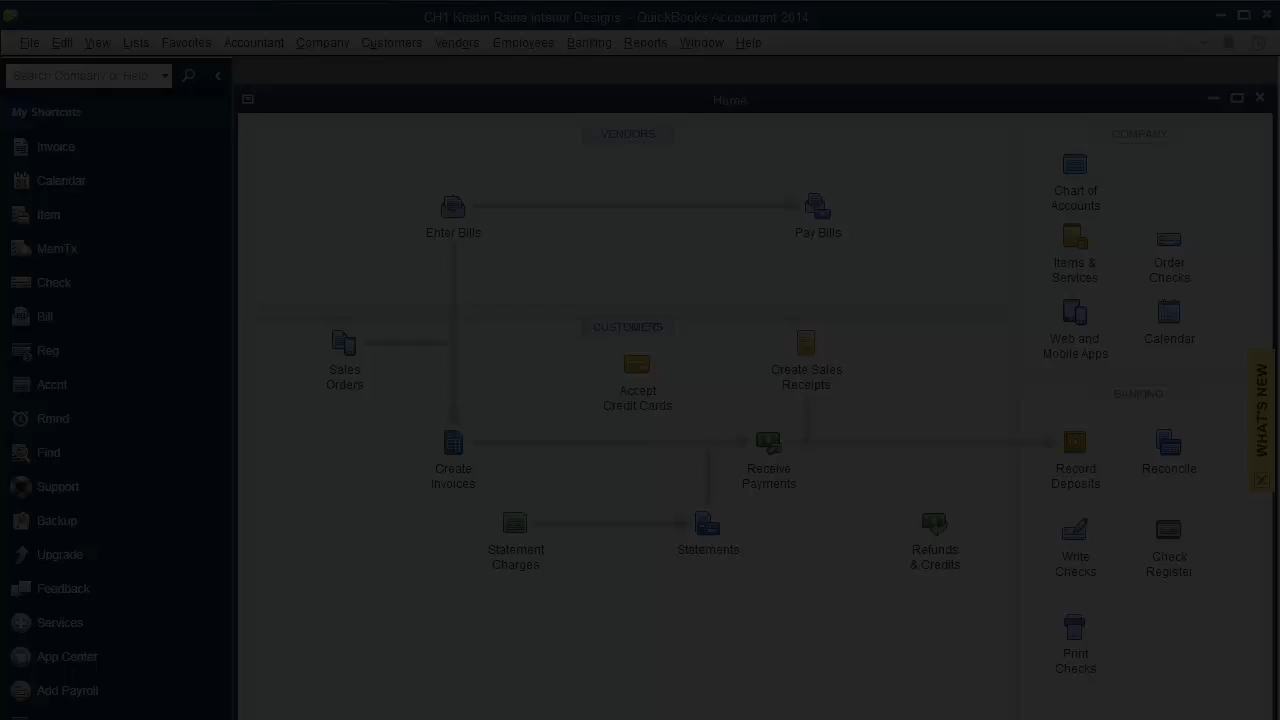 CH1 Kristin Raina Interior Designs - QuickBooks Accountant 2014
File Edit View Lists Favorites Accountant Company Customers Vendors Employees Banking Reports Window Help
Search Company or Help
My Shortcuts
Invoice
Calendar
Item
MemTx
Check
Bill
Reg
Accnt
Rmnd
Find
Support
Backup
Upgrade
Feedback
Services
App Center
Add Payroll
Home
VENDORS
Enter Bills
Pay Bills
CUSTOMERS
Sales
Orders
Accept
Credit Cards
Create Sales
Receipts
Create
Invoices
Receive
Payments
Statement
Charges
Statements
Refunds
& Credits
COMPANY
Chart of
Accounts
Items &
Services
Order
Checks
Web and
Mobile Apps
Calendar
BANKING
Record
Deposits
Reconcile
Write
Checks
Check
Register
Print
Checks
WHAT'S NEW